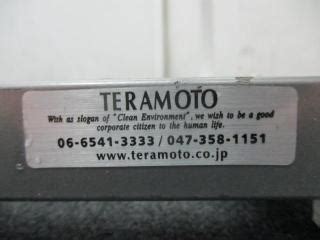 TERAMOTO
With as slogan of "Clean Environment", we wish to be a good
corporate citizen to the human life.
06-6541-3333 / 047-358-1151
www.teramoto.co.jp